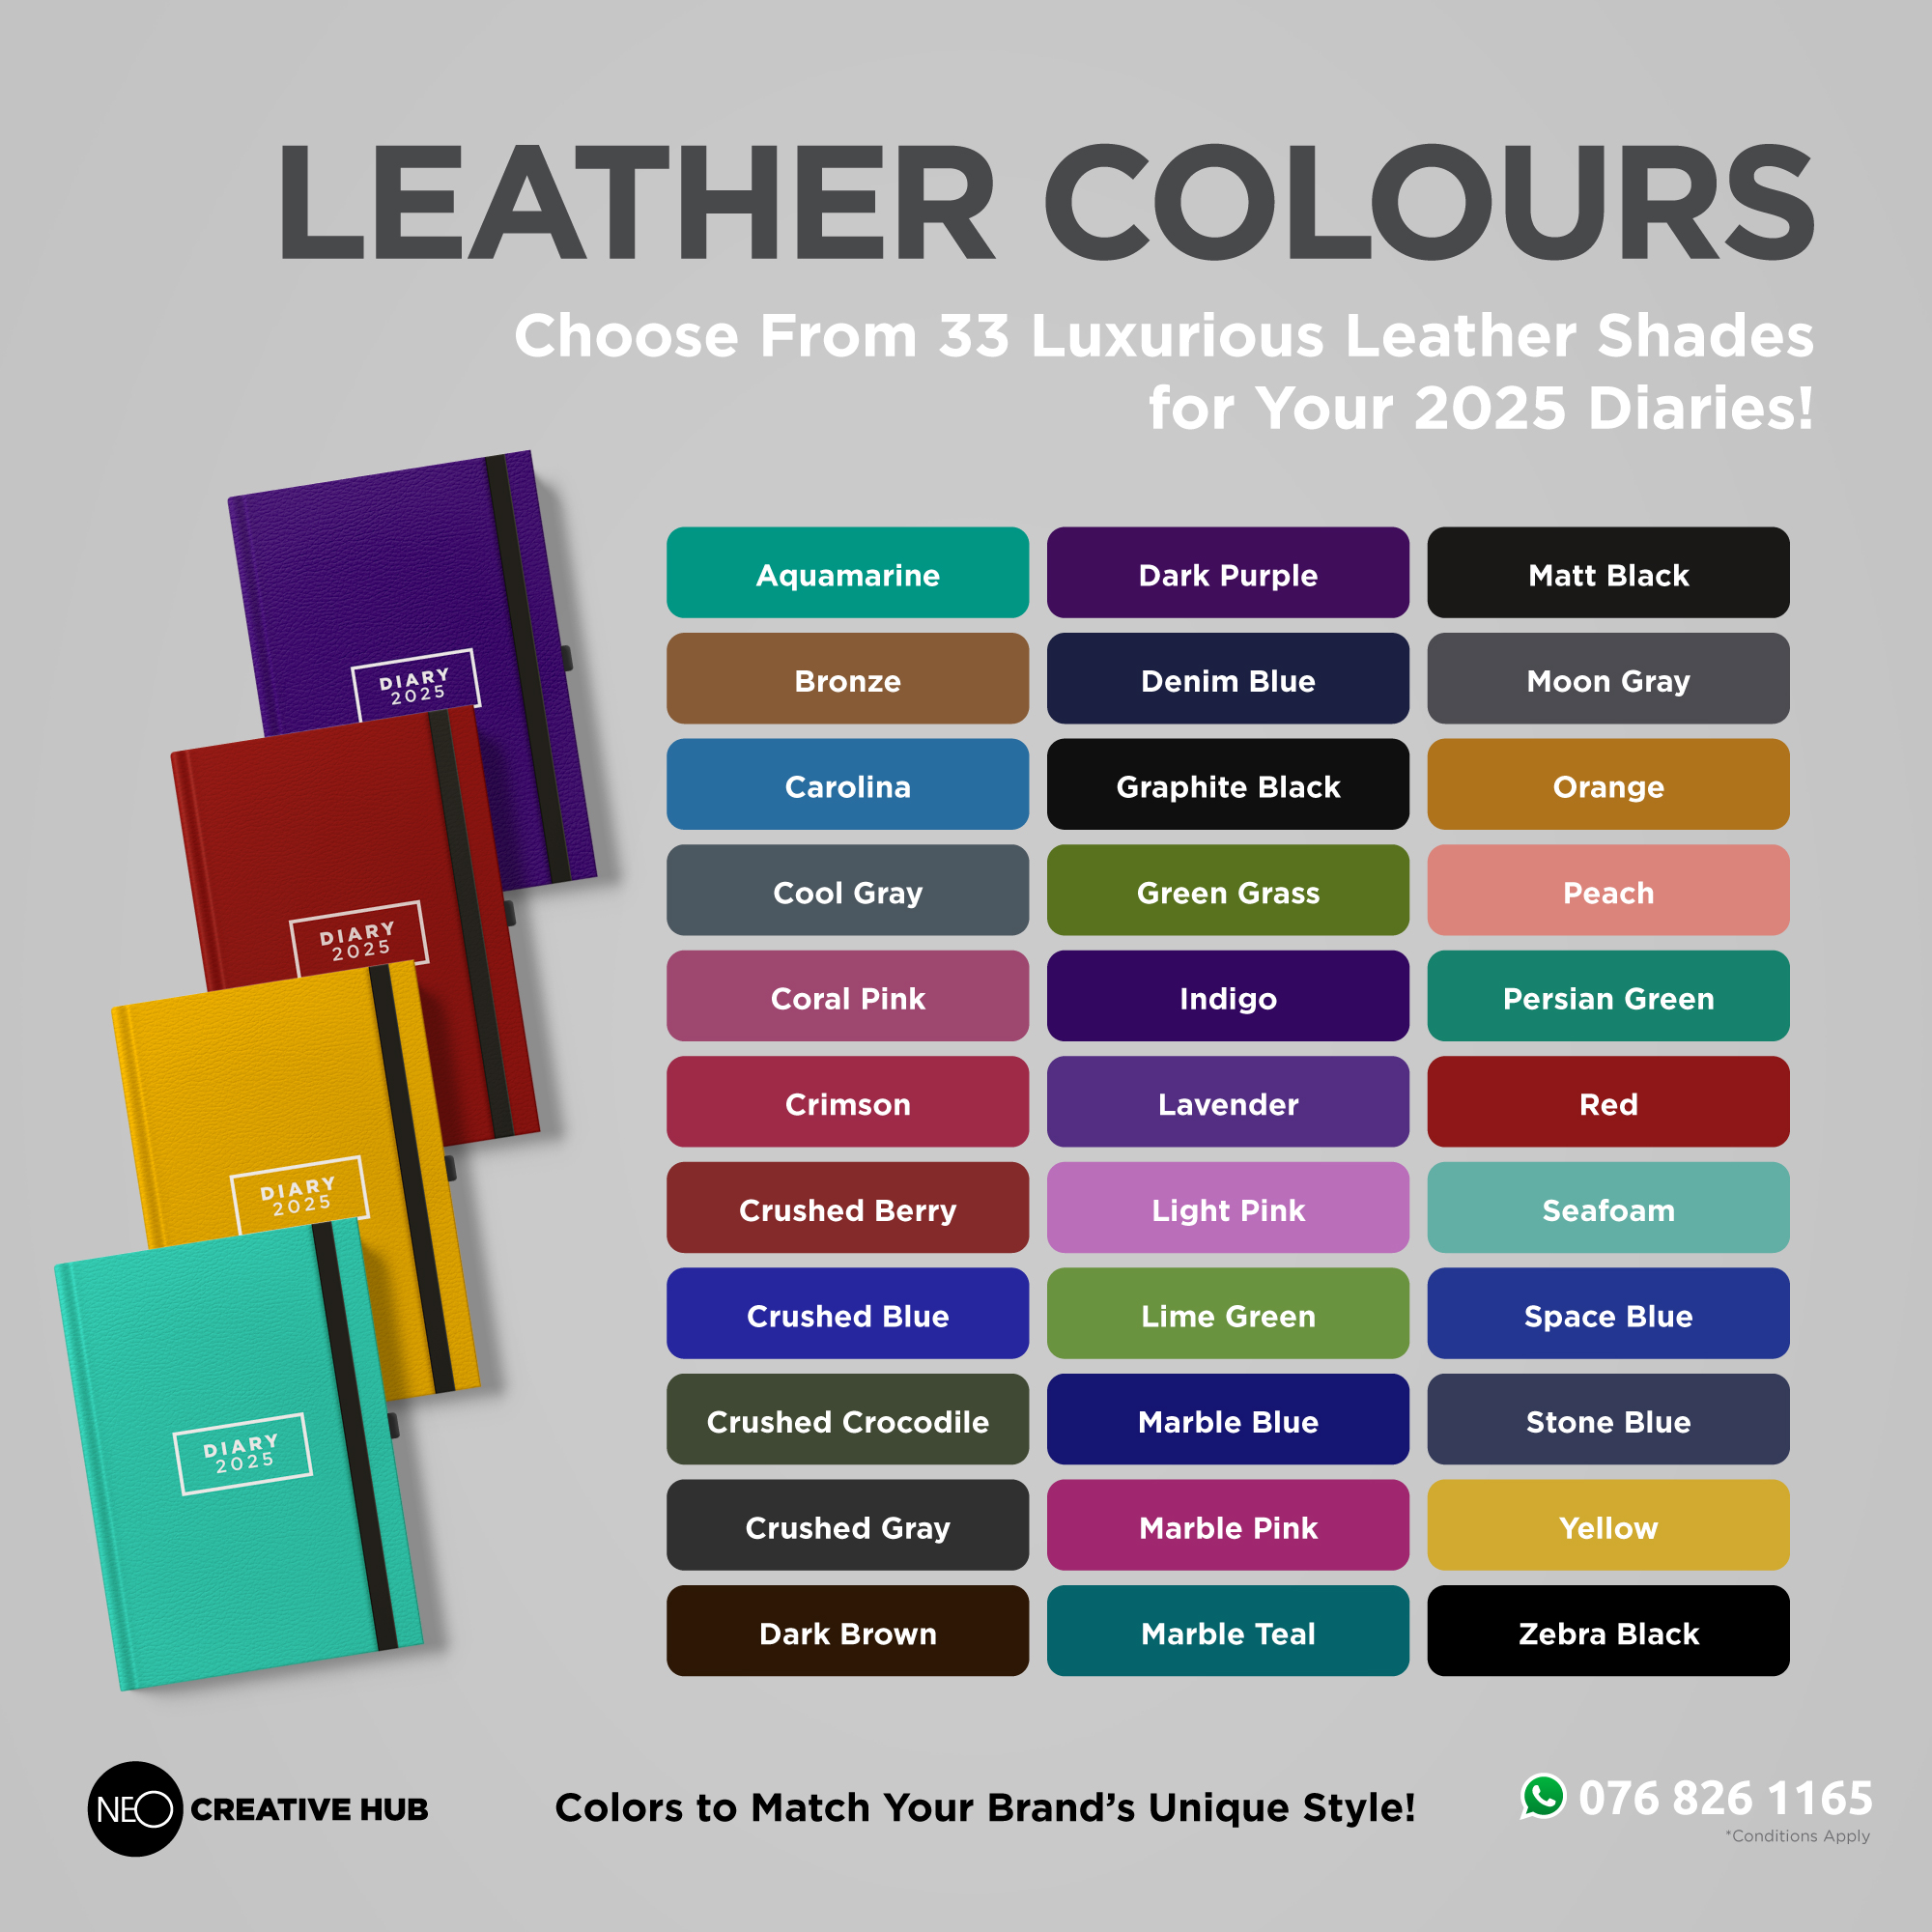 LEATHER COLOURS
Choose From 33 Luxurious Leather Shades
for Your 2025 Diaries!
DIARY
2025
DIARY
2025
DIARY
2025
DIARY
2025
Aquamarine
Dark Purple
Matt Black
Bronze
Denim Blue
Moon Gray
Carolina
Graphite Black
Orange
Cool Gray
Green Grass
Peach
Coral Pink
Indigo
Persian Green
Crimson
Lavender
Red
Crushed Berry
Light Pink
Seafoam
Crushed Blue
Lime Green
Space Blue
Crushed Crocodile
Marble Blue
Stone Blue
Crushed Gray
Marble Pink
Yellow
Dark Brown
Marble Teal
Zebra Black
NEO CREATIVE HUB
Colors to Match Your Brand’s Unique Style!
076 826 1165
*Conditions Apply